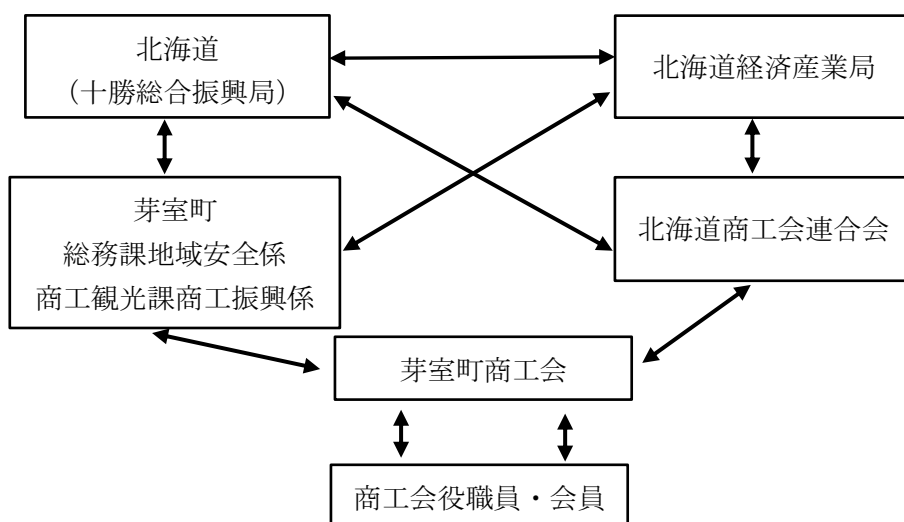 北海道
(十勝総合振興局)
北海道経済産業局
芽室町
総務課地域安全係
商工観光課商工振興係
北海道商工会連合会
芽室町商工会
商工会役職員・会員